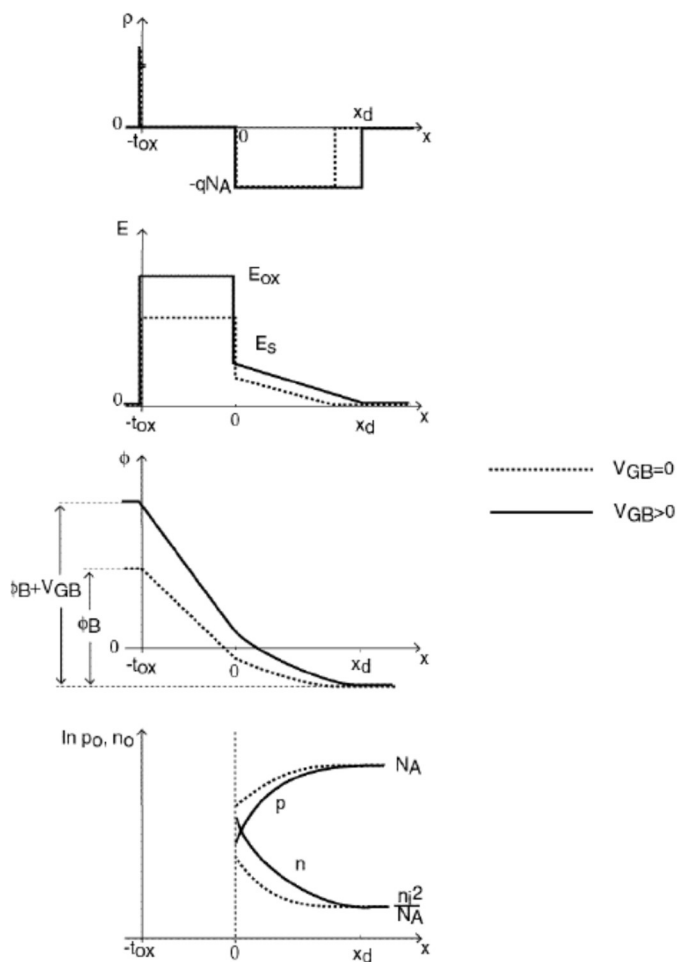 ρ
xd
0
0
-tox
x
-qNA
E
Eox
Es
0
-tox
0
xd
x
ϕ
VGB=0
VGB>0
ϕB+VGB
ϕB
0
-tox
0
xd
x
ln po, no
NA
p
n
ni2
NA
-tox
0
xd
x